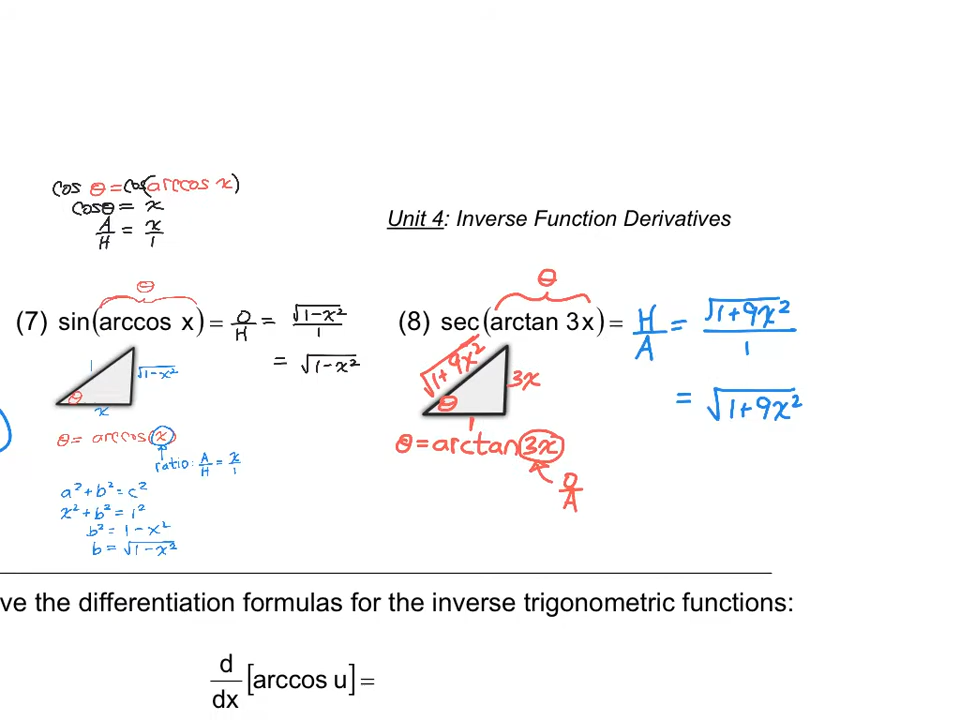 cos θ = cos(arccos x)
cosθ = x
A/H = x/1
Unit 4: Inverse Function Derivatives
θ
(7) sin(arccos x) = O/H = √1-x² / 1
= √1-x²
1
√1-x²
θ
x
θ = arccos(x)
ratio: A/H = x/1
a² + b² = c²
x² + b² = 1²
b² = 1 - x²
b = √1-x²
θ
(8) sec(arctan 3x) = H/A = √1+9x² / 1
= √1+9x²
√1+9x²
3x
θ
1
θ = arctan 3x
O/A
ve the differentiation formulas for the inverse trigonometric functions:
d/dx [arccos u] =